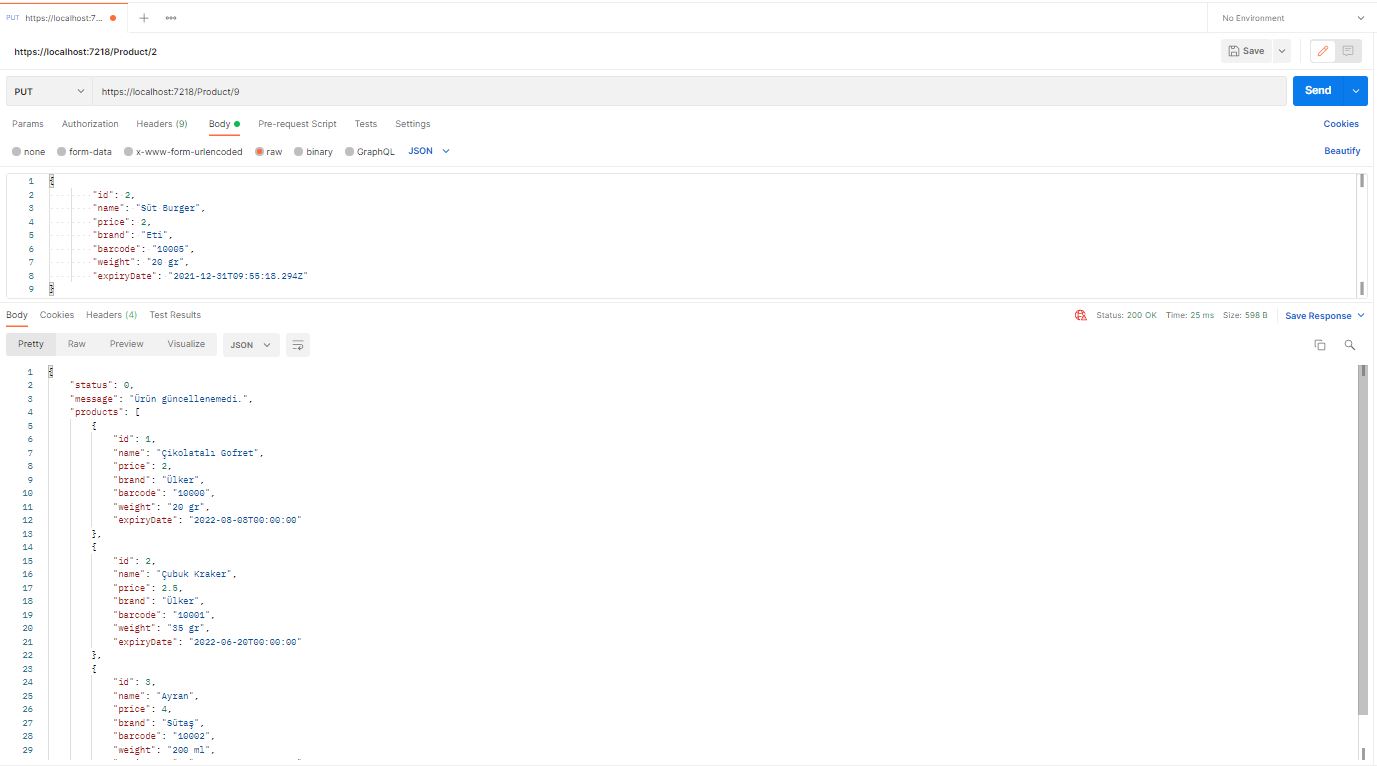 PUT https://localhost:7...
No Environment
https://localhost:7218/Product/2
Save
PUT https://localhost:7218/Product/9 Send
Params Authorization Headers (9) Body Pre-request Script Tests Settings Cookies
none form-data x-www-form-urlencoded raw binary GraphQL JSON Beautify
1 {
2 "id": 2,
3 "name": "Süt Burger",
4 "price": 2,
5 "brand": "Eti",
6 "barcode": "10005",
7 "weight": "20 gr",
8 "expiryDate": "2021-12-31T09:55:18.294Z"
9 }
Body Cookies Headers (4) Test Results Status: 200 OK Time: 25 ms Size: 598 B Save Response
Pretty Raw Preview Visualize JSON
1 {
2 "status": 0,
3 "message": "Ürün güncellenemedi.",
4 "products": [
5 {
6 "id": 1,
7 "name": "Çikolatalı Gofret",
8 "price": 2,
9 "brand": "Ülker",
10 "barcode": "10000",
11 "weight": "20 gr",
12 "expiryDate": "2022-08-08T00:00:00"
13 },
14 {
15 "id": 2,
16 "name": "Çubuk Kraker",
17 "price": 2.5,
18 "brand": "Ülker",
19 "barcode": "10001",
20 "weight": "35 gr",
21 "expiryDate": "2022-06-20T00:00:00"
22 },
23 {
24 "id": 3,
25 "name": "Ayran",
26 "price": 4,
27 "brand": "Sütaş",
28 "barcode": "10002",
29 "weight": "200 ml",